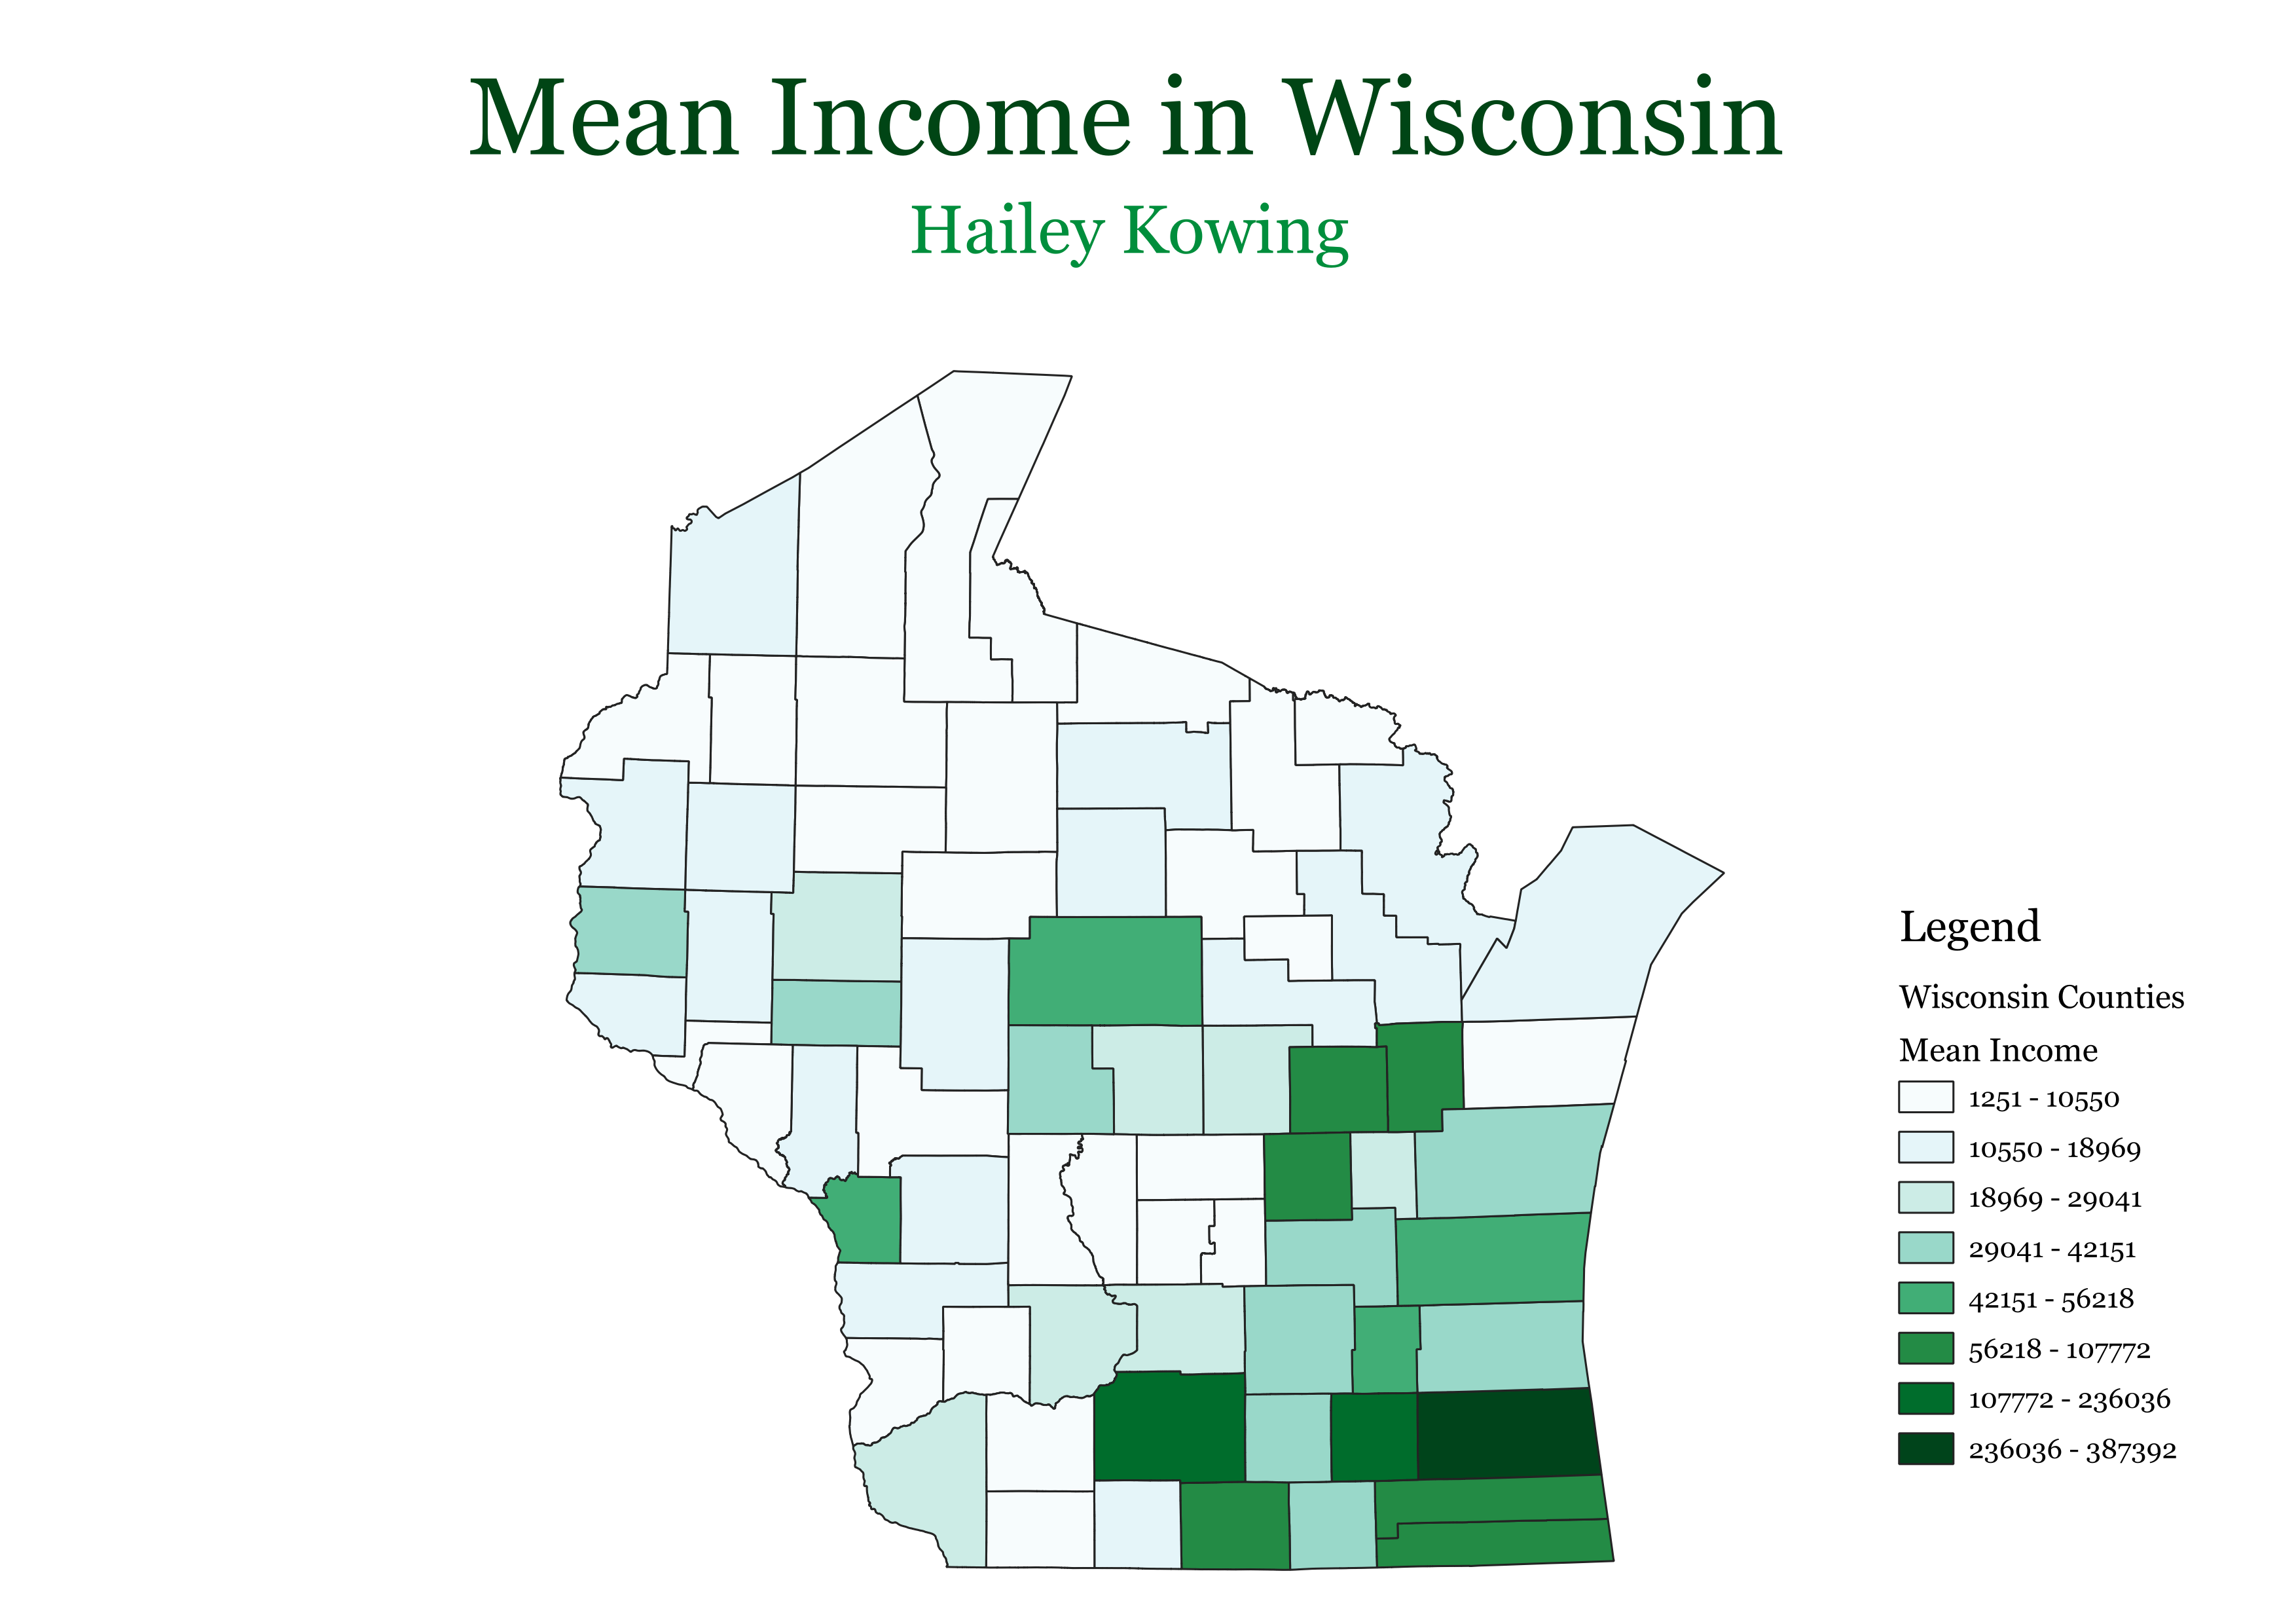 Mean Income in Wisconsin
Hailey Kowing
Legend
Wisconsin Counties
Mean Income
1251 - 10550
10550 - 18969
18969 - 29041
29041 - 42151
42151 - 56218
56218 - 107772
107772 - 236036
236036 - 387392